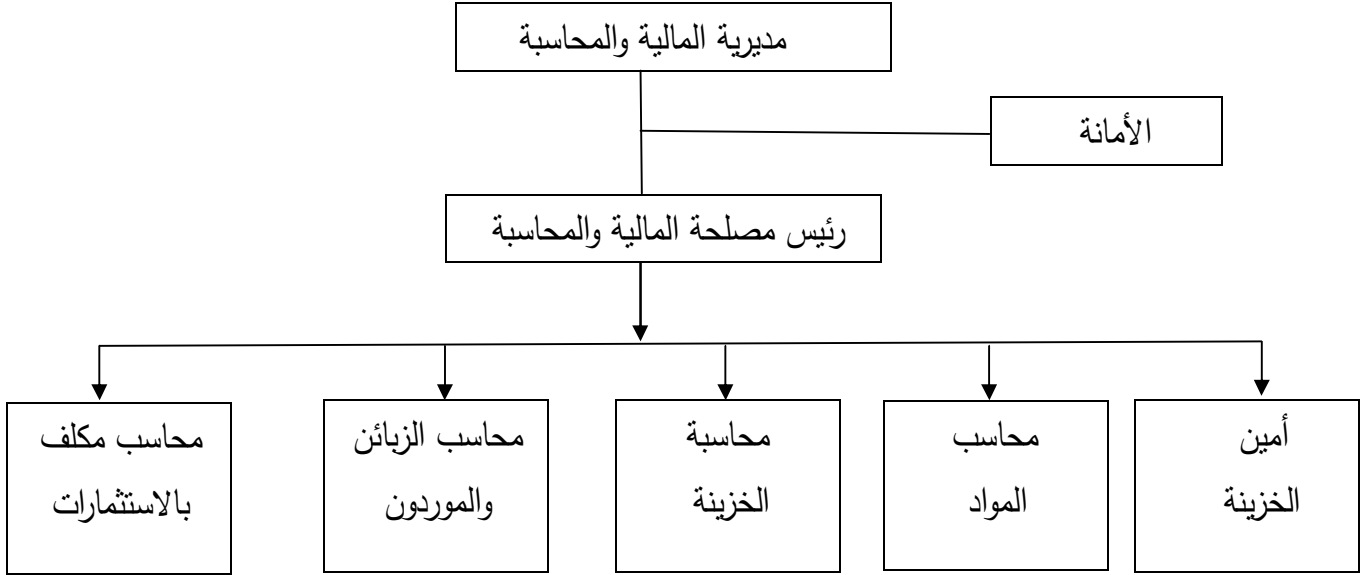 مديرية المالية والمحاسبة
الأمانة
رئيس مصلحة المالية والمحاسبة
أمين
الخزينة
محاسب
المواد
محاسبة
الخزينة
محاسب الزبائن
والموردون
محاسب مكلف
بالاستثمارات